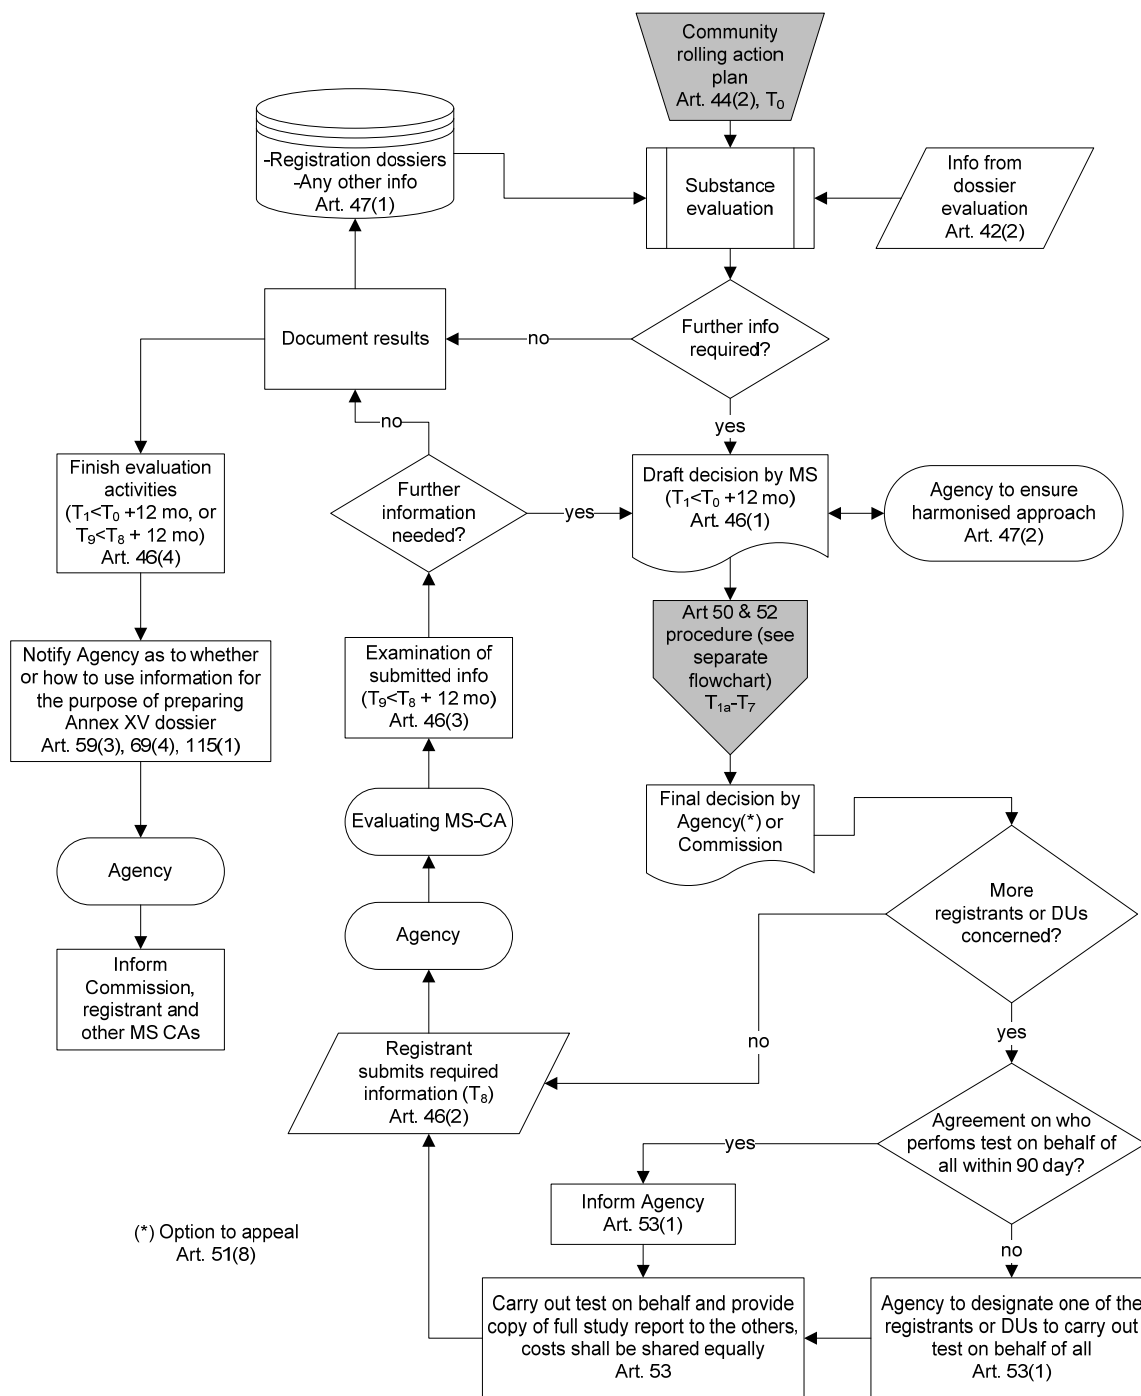 Community
rolling action
plan
Art. 44(2), T0
-Registration dossiers
-Any other info
Art. 47(1)
Substance
evaluation
Info from
dossier
evaluation
Art. 42(2)
Document results
no
Further info
required?
no
yes
Finish evaluation
activities
(T1<T0 +12 mo, or
T9<T8 + 12 mo)
Art. 46(4)
Further
information
needed?
yes
Draft decision by MS
(T1<T0 +12 mo)
Art. 46(1)
Agency to ensure
harmonised approach
Art. 47(2)
Notify Agency as to whether
or how to use information for
the purpose of preparing
Annex XV dossier
Art. 59(3), 69(4), 115(1)
Examination of
submitted info
(T9<T8 + 12 mo)
Art. 46(3)
Art 50 & 52
procedure (see
separate
flowchart)
T1a-T7
Evaluating MS-CA
Final decision by
Agency(*) or
Commission
Agency
Agency
More
registrants or DUs
concerned?
Inform
Commission,
registrant and
other MS CAs
no
yes
Registrant
submits required
information (T8)
Art. 46(2)
Agreement on who
perfoms test on behalf of
all within 90 day?
yes
Inform Agency
Art. 53(1)
no
(*) Option to appeal
Art. 51(8)
Carry out test on behalf and provide
copy of full study report to the others,
costs shall be shared equally
Art. 53
Agency to designate one of the
registrants or DUs to carry out
test on behalf of all
Art. 53(1)